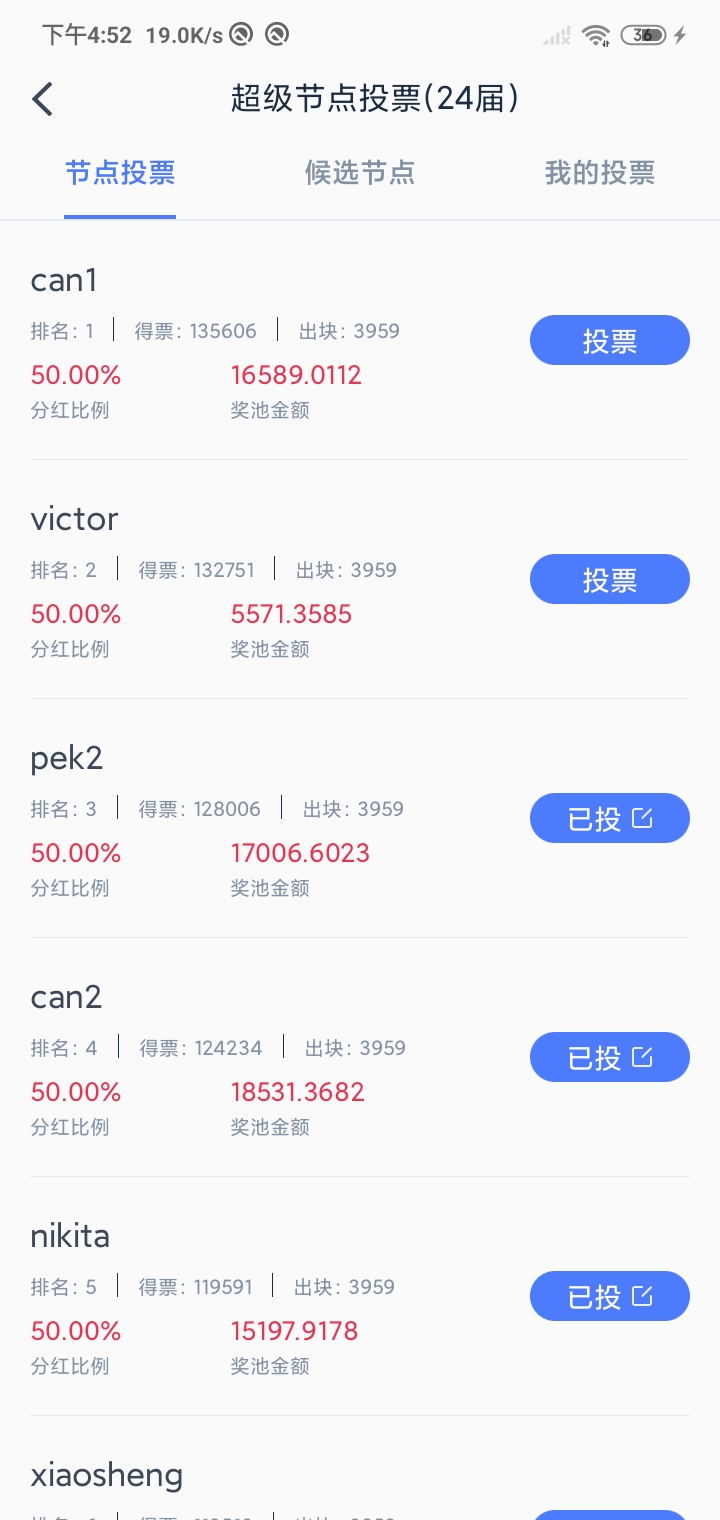 下午4:52 19.0K/s 36
超级节点投票(24届)
节点投票 候选节点 我的投票
can1
排名: 1 得票: 135606 出块: 3959
投票
50.00% 16589.0112
分红比例 奖池金额
victor
排名: 2 得票: 132751 出块: 3959
投票
50.00% 5571.3585
分红比例 奖池金额
pek2
排名: 3 得票: 128006 出块: 3959
已投
50.00% 17006.6023
分红比例 奖池金额
can2
排名: 4 得票: 124234 出块: 3959
已投
50.00% 18531.3682
分红比例 奖池金额
nikita
排名: 5 得票: 119591 出块: 3959
已投
50.00% 15197.9178
分红比例 奖池金额
xiaosheng